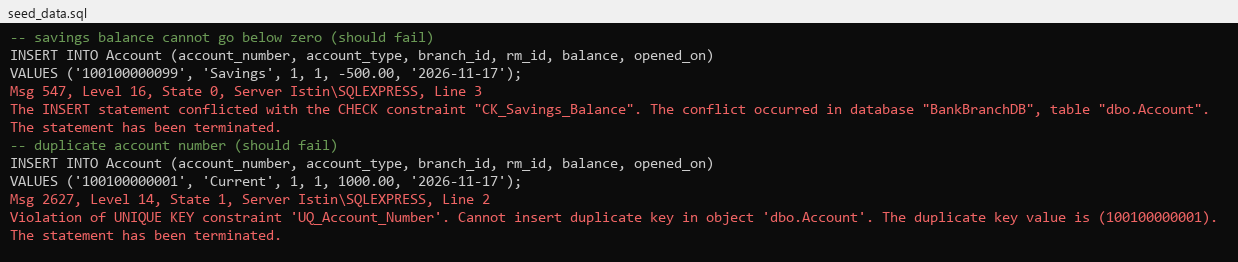 seed_data.sql
-- savings balance cannot go below zero (should fail)
INSERT INTO Account (account_number, account_type, branch_id, rm_id, balance, opened_on)
VALUES ('100100000099', 'Savings', 1, 1, -500.00, '2026-11-17');
Msg 547, Level 16, State 0, Server Istin\SQLEXPRESS, Line 3
The INSERT statement conflicted with the CHECK constraint "CK_Savings_Balance". The conflict occurred in database "BankBranchDB", table "dbo.Account".
The statement has been terminated.
-- duplicate account number (should fail)
INSERT INTO Account (account_number, account_type, branch_id, rm_id, balance, opened_on)
VALUES ('100100000001', 'Current', 1, 1, 1000.00, '2026-11-17');
Msg 2627, Level 14, State 1, Server Istin\SQLEXPRESS, Line 2
Violation of UNIQUE KEY constraint 'UQ_Account_Number'. Cannot insert duplicate key in object 'dbo.Account'. The duplicate key value is (100100000001).
The statement has been terminated.